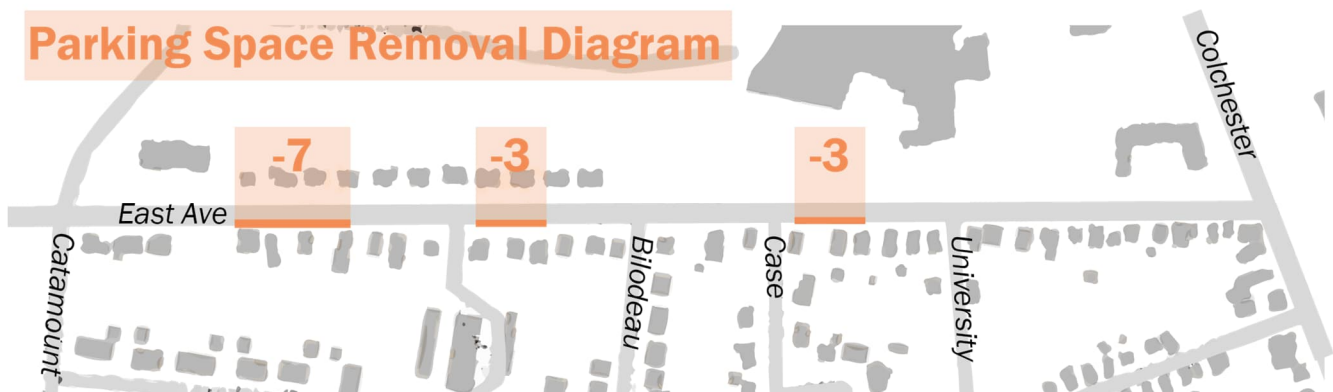 Parking Space Removal Diagram
Colchester
-7
-3
-3
East Ave
Catamount
Bilodeau
Case
University